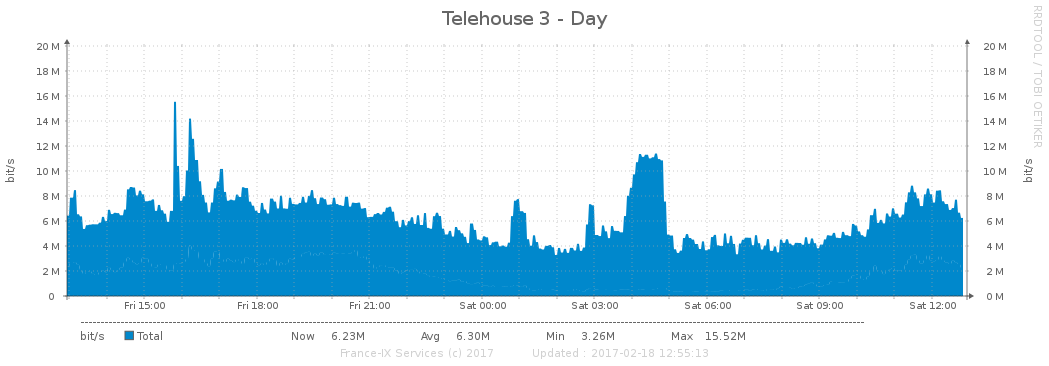 Telehouse 3 - Day
RRDTOOL / TOBI OETIKER
20 M 20 M
18 M 18 M
16 M 16 M
14 M 14 M
12 M 12 M
10 M 10 M
8 M 8 M
6 M 6 M
4 M 4 M
2 M 2 M
0 0 M
bit/s bit/s
Fri 15:00 Fri 18:00 Fri 21:00 Sat 00:00 Sat 03:00 Sat 06:00 Sat 09:00 Sat 12:00
bit/s Total Now 6.23M Avg 6.30M Min 3.26M Max 15.52M
France-IX Services (c) 2017 Updated : 2017-02-18 12:55:13